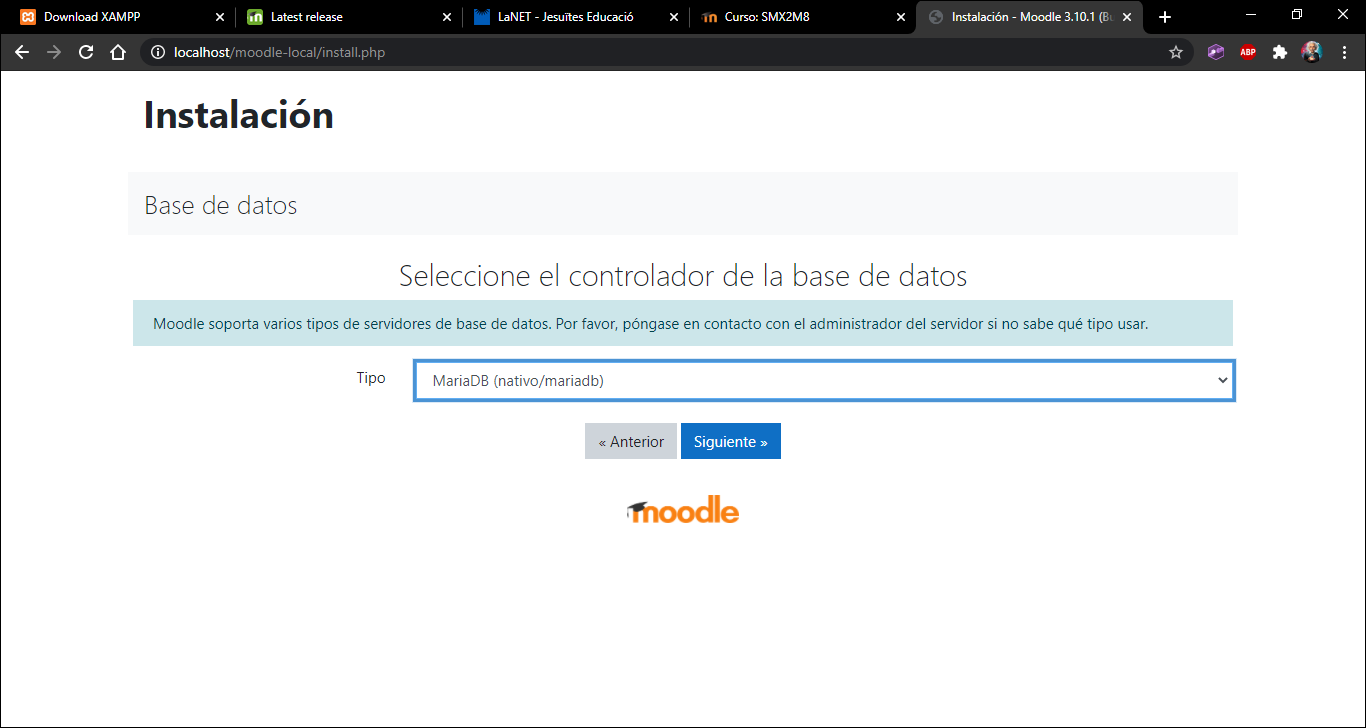 Download XAMPP
Latest release
LaNET - Jesuïtes Educació
Curso: SMX2M8
Instalación - Moodle 3.10.1 (Bu
localhost/moodle-local/install.php
ABP
Instalación
Base de datos
Seleccione el controlador de la base de datos
Moodle soporta varios tipos de servidores de base de datos. Por favor, póngase en contacto con el administrador del servidor si no sabe qué tipo usar.
Tipo
MariaDB (nativo/mariadb)
« Anterior
Siguiente »
moodle